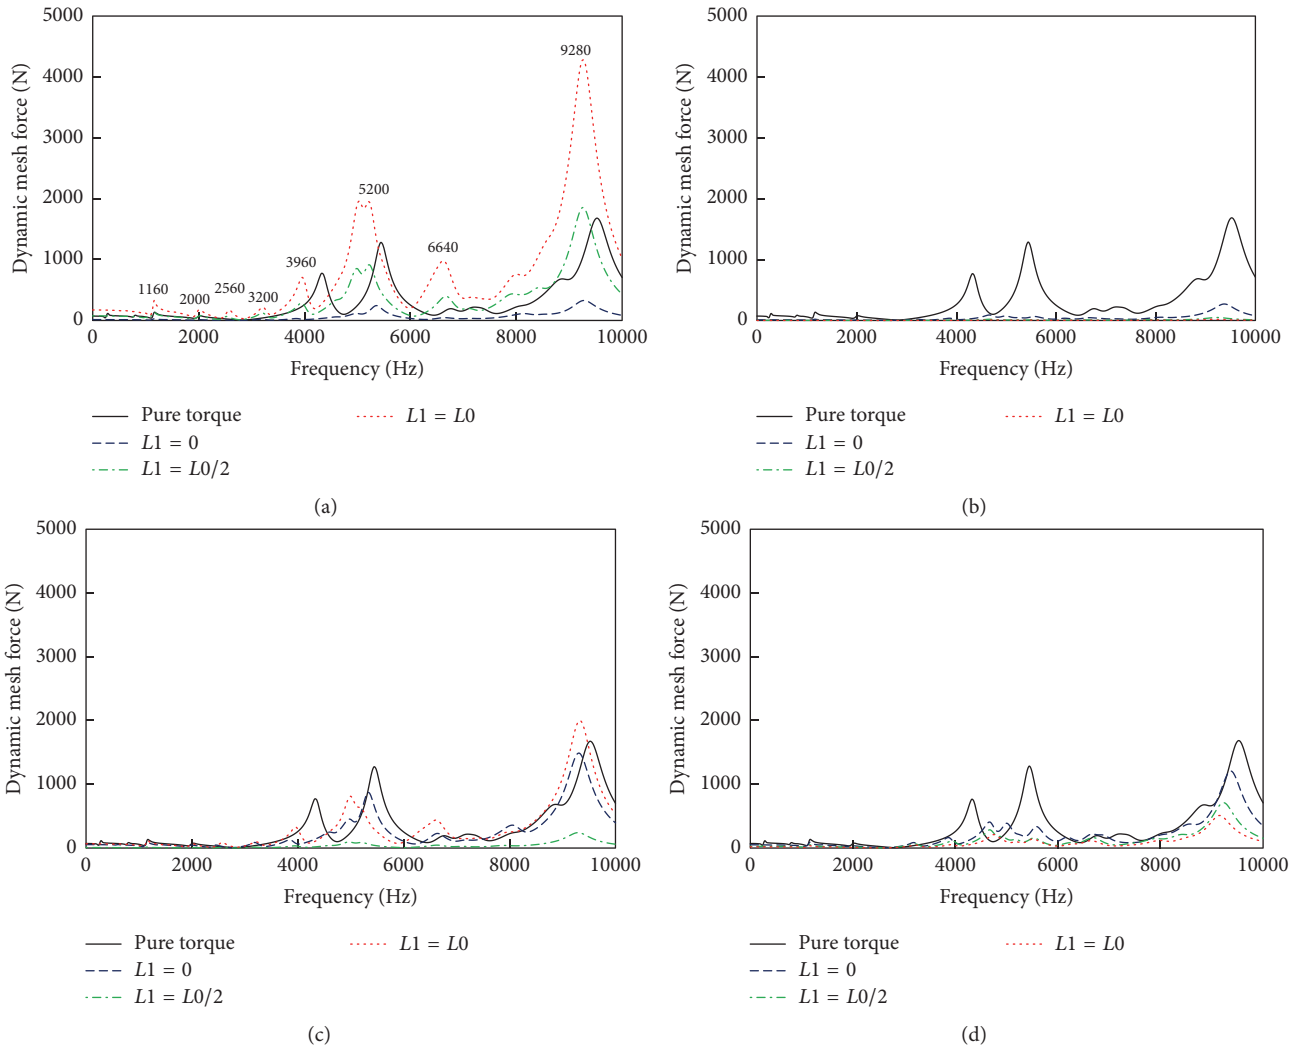 5000
4000
3000
2000
1000
0
Dynamic mesh force (N)
1160
2000
2560
3200
3960
5200
6640
9280
0
2000
4000
6000
8000
10000
Frequency (Hz)
Pure torque
L1 = 0
L1 = L0/2
L1 = L0
(a)
5000
4000
3000
2000
1000
0
Dynamic mesh force (N)
0
2000
4000
6000
8000
10000
Frequency (Hz)
Pure torque
L1 = 0
L1 = L0/2
L1 = L0
(b)
5000
4000
3000
2000
1000
0
Dynamic mesh force (N)
0
2000
4000
6000
8000
10000
Frequency (Hz)
Pure torque
L1 = 0
L1 = L0/2
L1 = L0
(c)
5000
4000
3000
2000
1000
0
Dynamic mesh force (N)
0
2000
4000
6000
8000
10000
Frequency (Hz)
Pure torque
L1 = 0
L1 = L0/2
L1 = L0
(d)